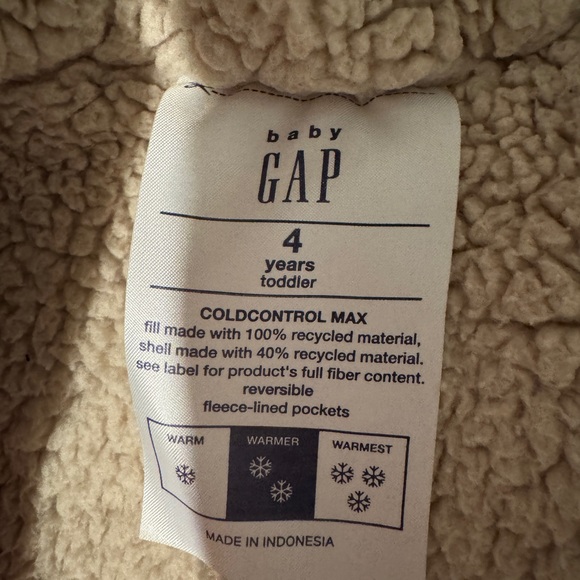 baby
GAP
4
years
toddler
COLDCONTROL MAX
fill made with 100% recycled material,
shell made with 40% recycled material.
see label for product's full fiber content.
reversible
fleece-lined pockets
WARM WARMER WARMEST
MADE IN INDONESIA